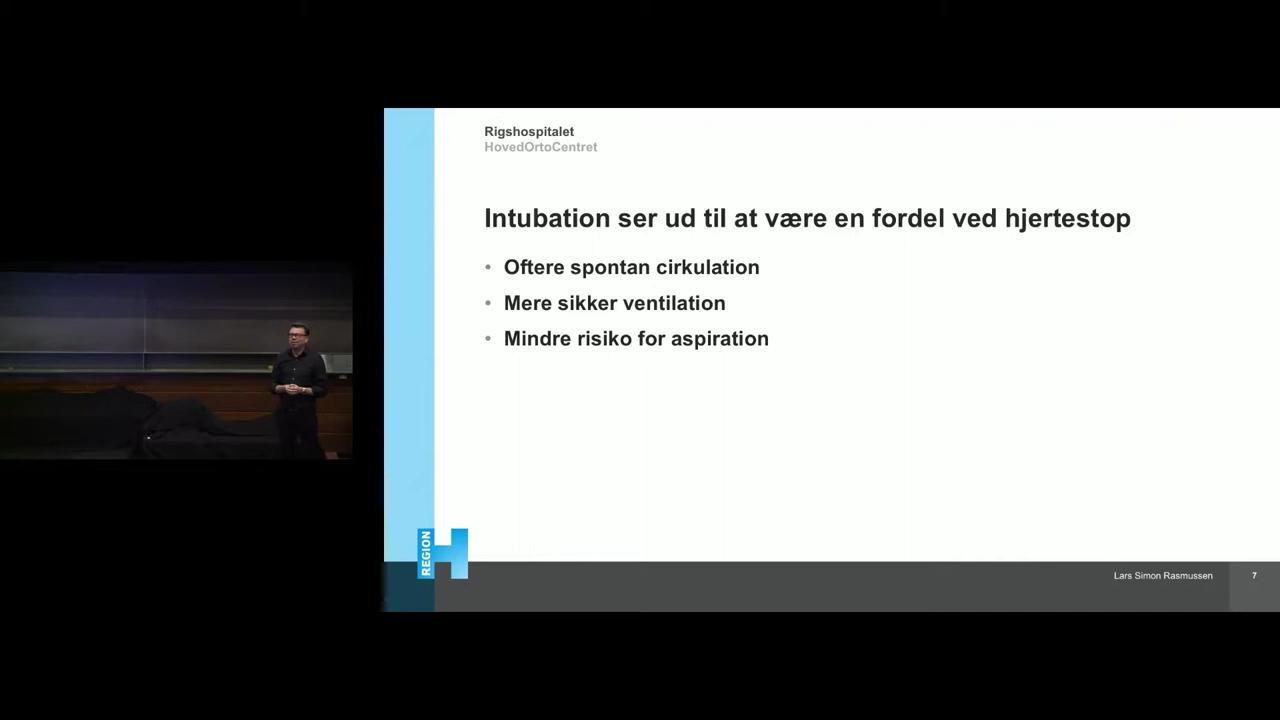 Rigshospitalet
HovedOrtoCentret
Intubation ser ud til at være en fordel ved hjertestop
• Oftere spontan cirkulation
• Mere sikker ventilation
• Mindre risiko for aspiration
REGION
H
Lars Simon Rasmussen
7